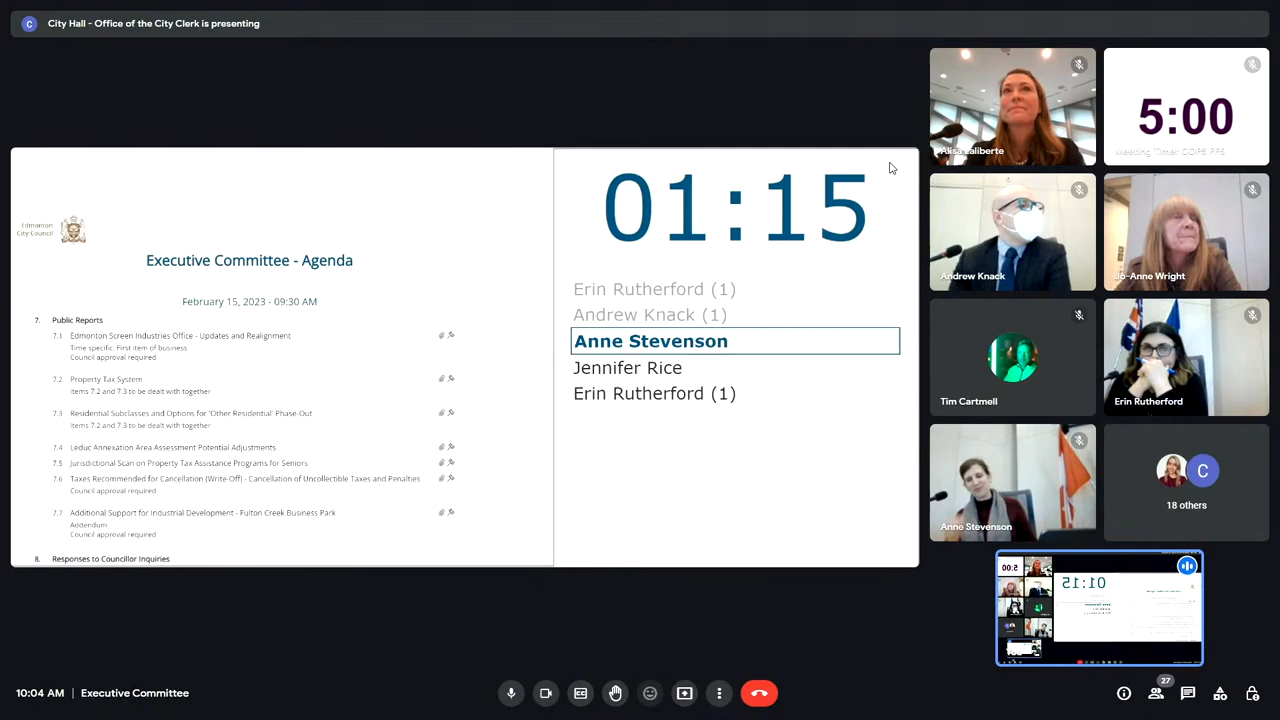 C City Hall - Office of the City Clerk is presenting
Edmonton
City Council
Executive Committee - Agenda
February 15, 2023 - 09:30 AM
7. Public Reports
7.1 Edmonton Screen Industries Office - Updates and Realignment
Time specific. First item of business
Council approval required
7.2 Property Tax System
Items 7.2 and 7.3 to be dealt with together
7.3 Residential Subclasses and Options for 'Other Residential' Phase-Out
Items 7.2 and 7.3 to be dealt with together
7.4 Leduc Annexation Area Assessment Potential Adjustments
7.5 Jurisdictional Scan on Property Tax Assistance Programs for Seniors
7.6 Taxes Recommended for Cancellation (Write-Off) - Cancellation of Uncollectible Taxes and Penalties
Council approval required
7.7 Additional Support for Industrial Development - Fulton Creek Business Park
Addendum
Council approval required
8. Responses to Councillor Inquiries
01:15
Erin Rutherford (1)
Andrew Knack (1)
Anne Stevenson
Jennifer Rice
Erin Rutherford (1)
Alisa Laliberte
5:00
Meeting Timer COPS FPS
Andrew Knack
Jo-Anne Wright
Tim Cartmell
Erin Rutherford
Anne Stevenson
C
18 others
5:00
01:15
10:04 AM | Executive Committee
27